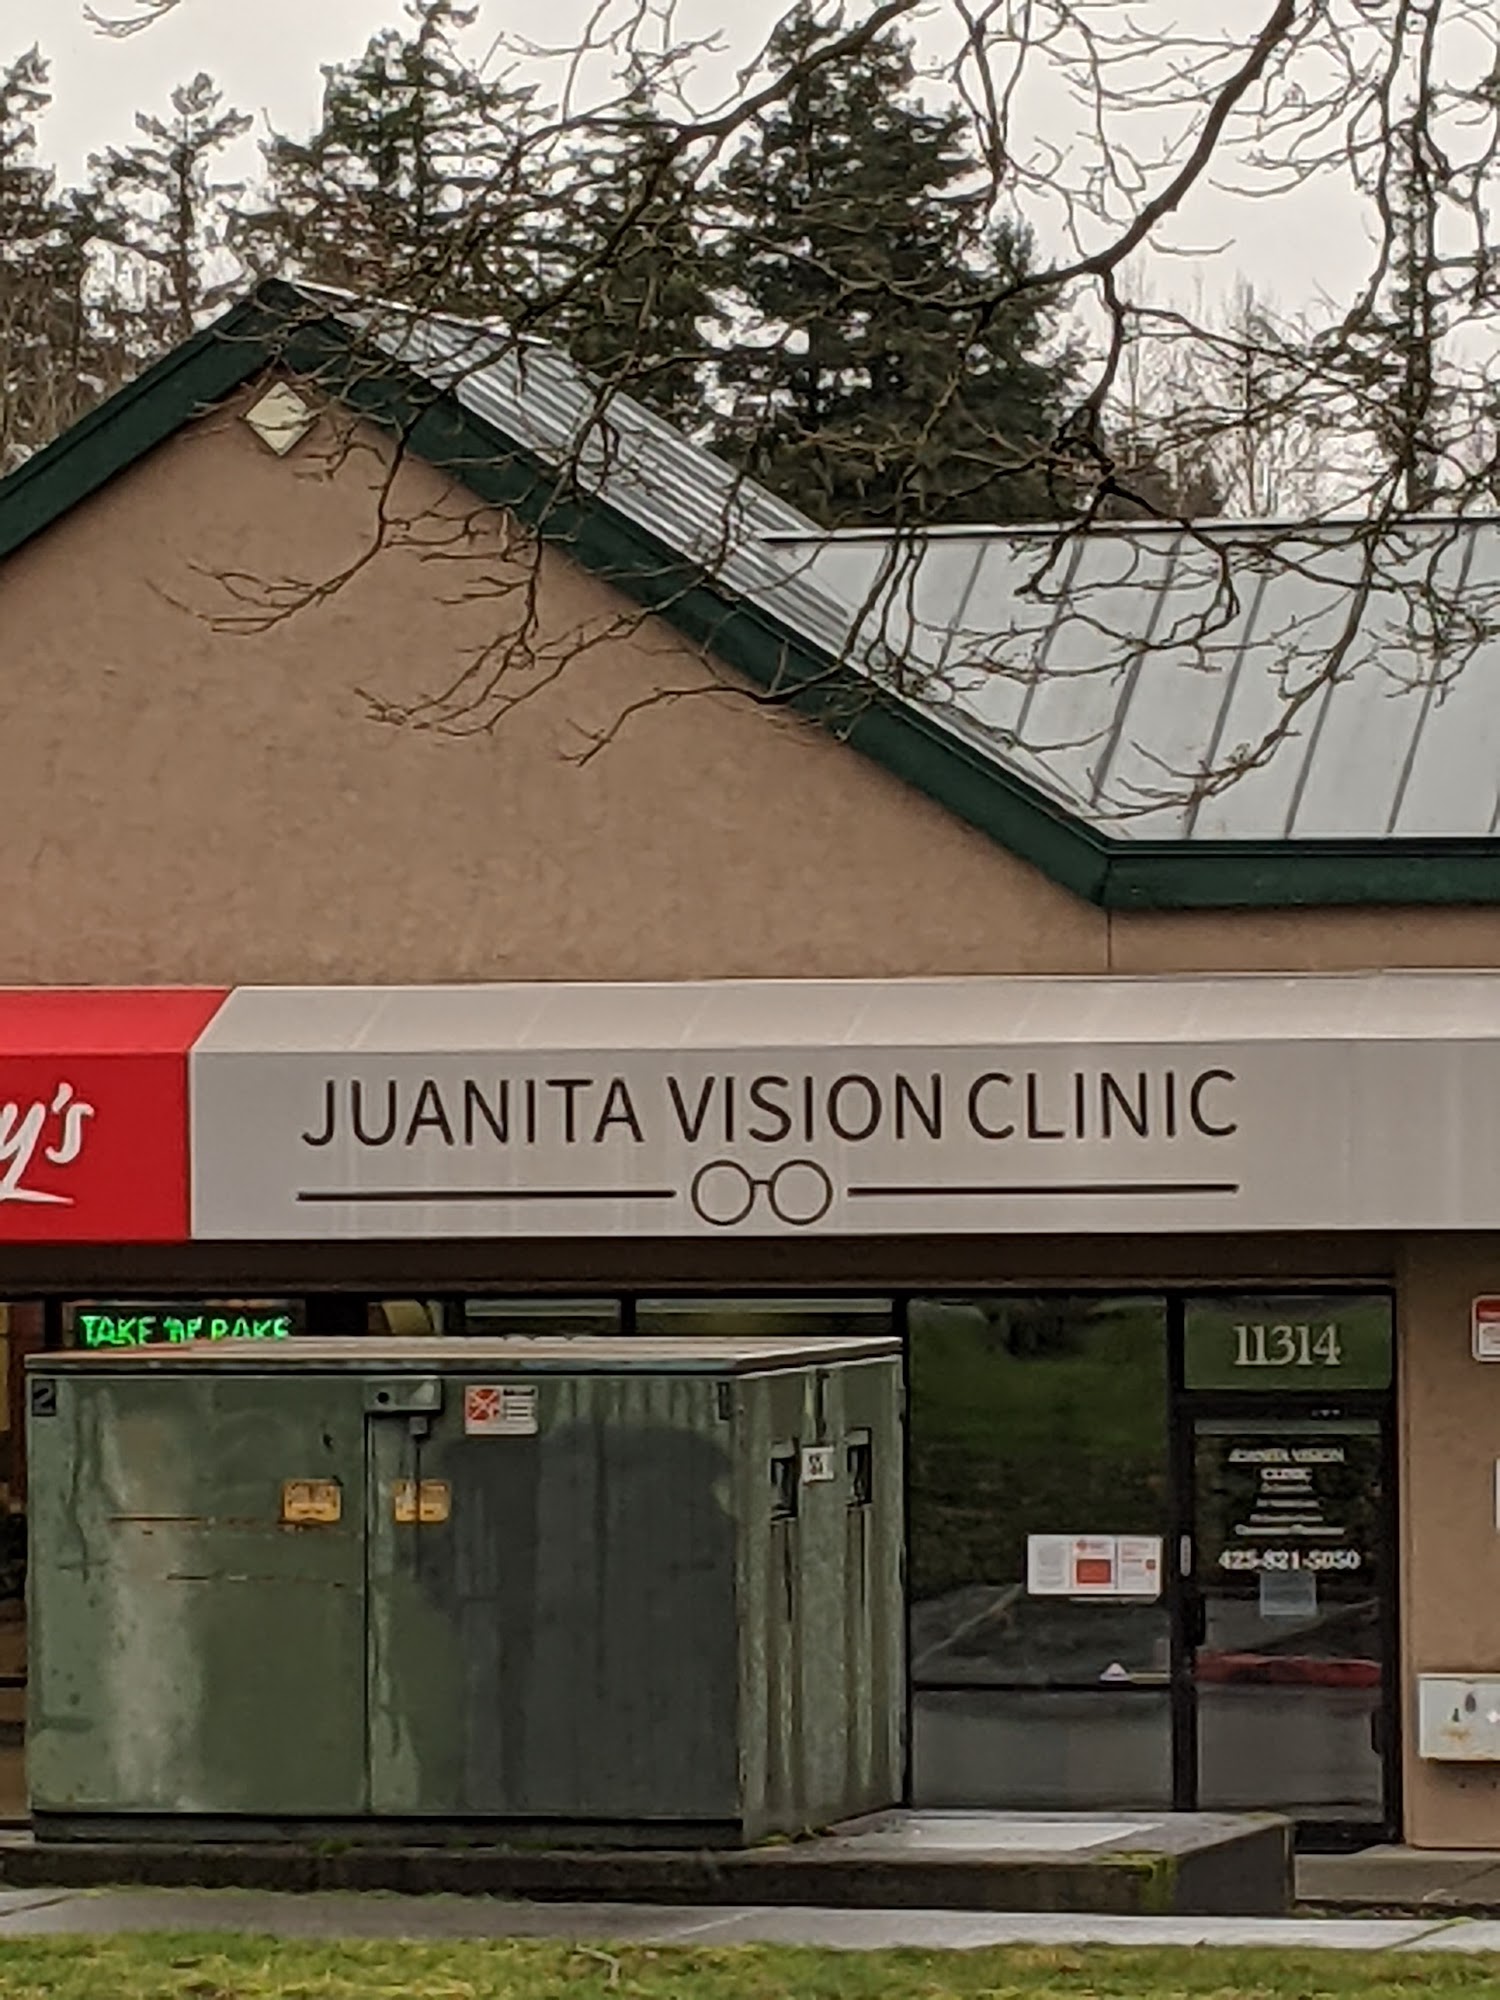 y's
JUANITA VISION CLINIC
TAKE 'N' BAKE
11314
JUANITA VISION
CLINIC
425-821-5050